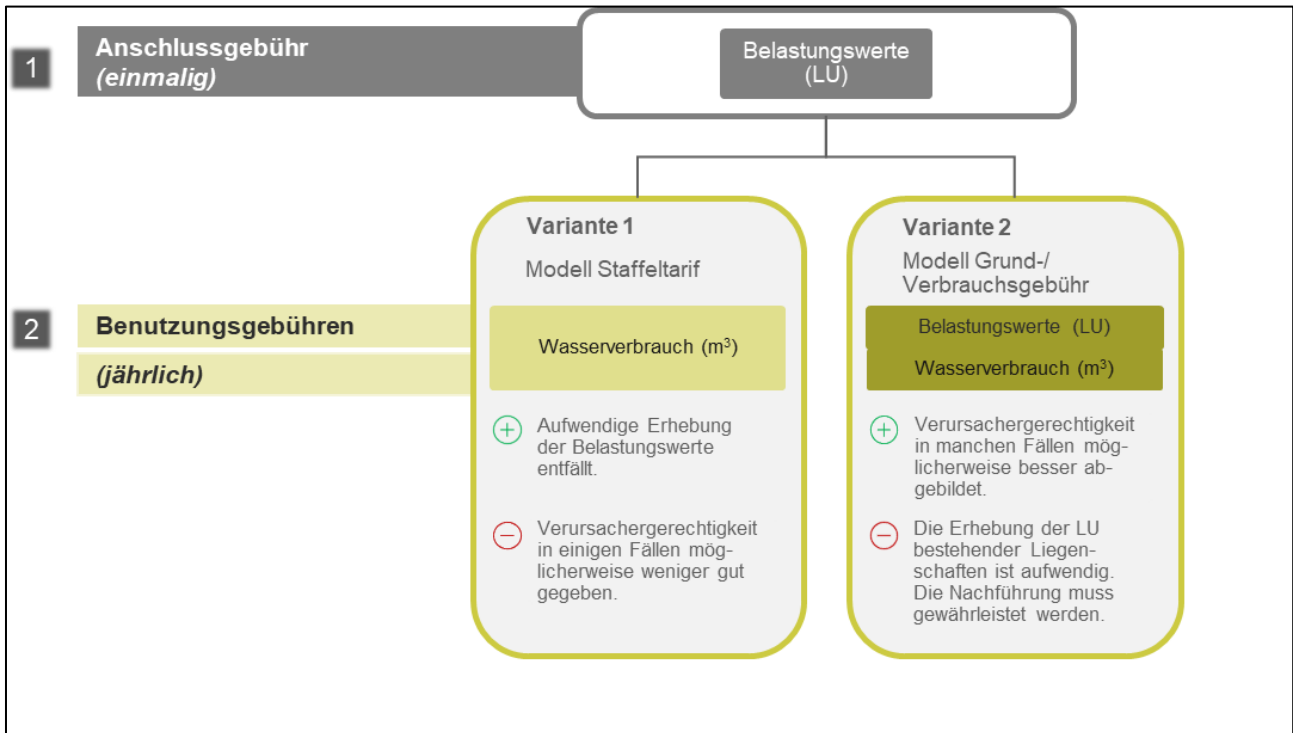 1
Anschlussgebühr
(einmalig)
Belastungswerte
(LU)
2
Benutzungsgebühren
(jährlich)
Variante 1
Modell Staffeltarif
Wasserverbrauch (m³)
Aufwendige Erhebung
der Belastungswerte
entfällt.
Verursachergerechtigkeit
in einigen Fällen mög-
licherweise weniger gut
gegeben.
Variante 2
Modell Grund-/
Verbrauchsgebühr
Belastungswerte (LU)
Wasserverbrauch (m³)
Verursachergerechtigkeit
in manchen Fällen mög-
licherweise besser ab-
gebildet.
Die Erhebung der LU
bestehender Liegen-
schaften ist aufwendig.
Die Nachführung muss
gewährleistet werden.